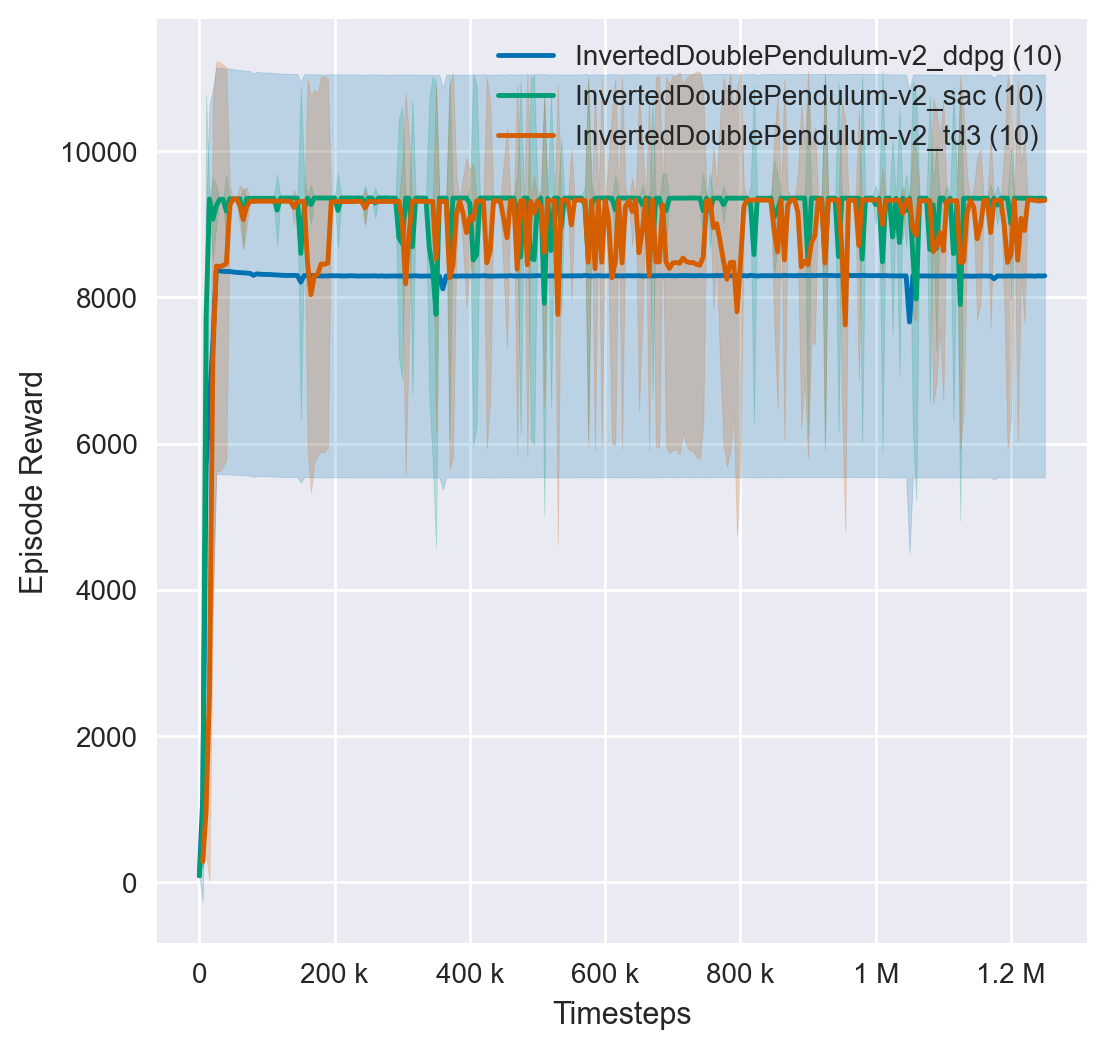 InvertedDoublePendulum-v2_ddpg (10)
InvertedDoublePendulum-v2_sac (10)
InvertedDoublePendulum-v2_td3 (10)
10000
8000
6000
4000
2000
0
Episode Reward
0 200 k 400 k 600 k 800 k 1 M 1.2 M
Timesteps